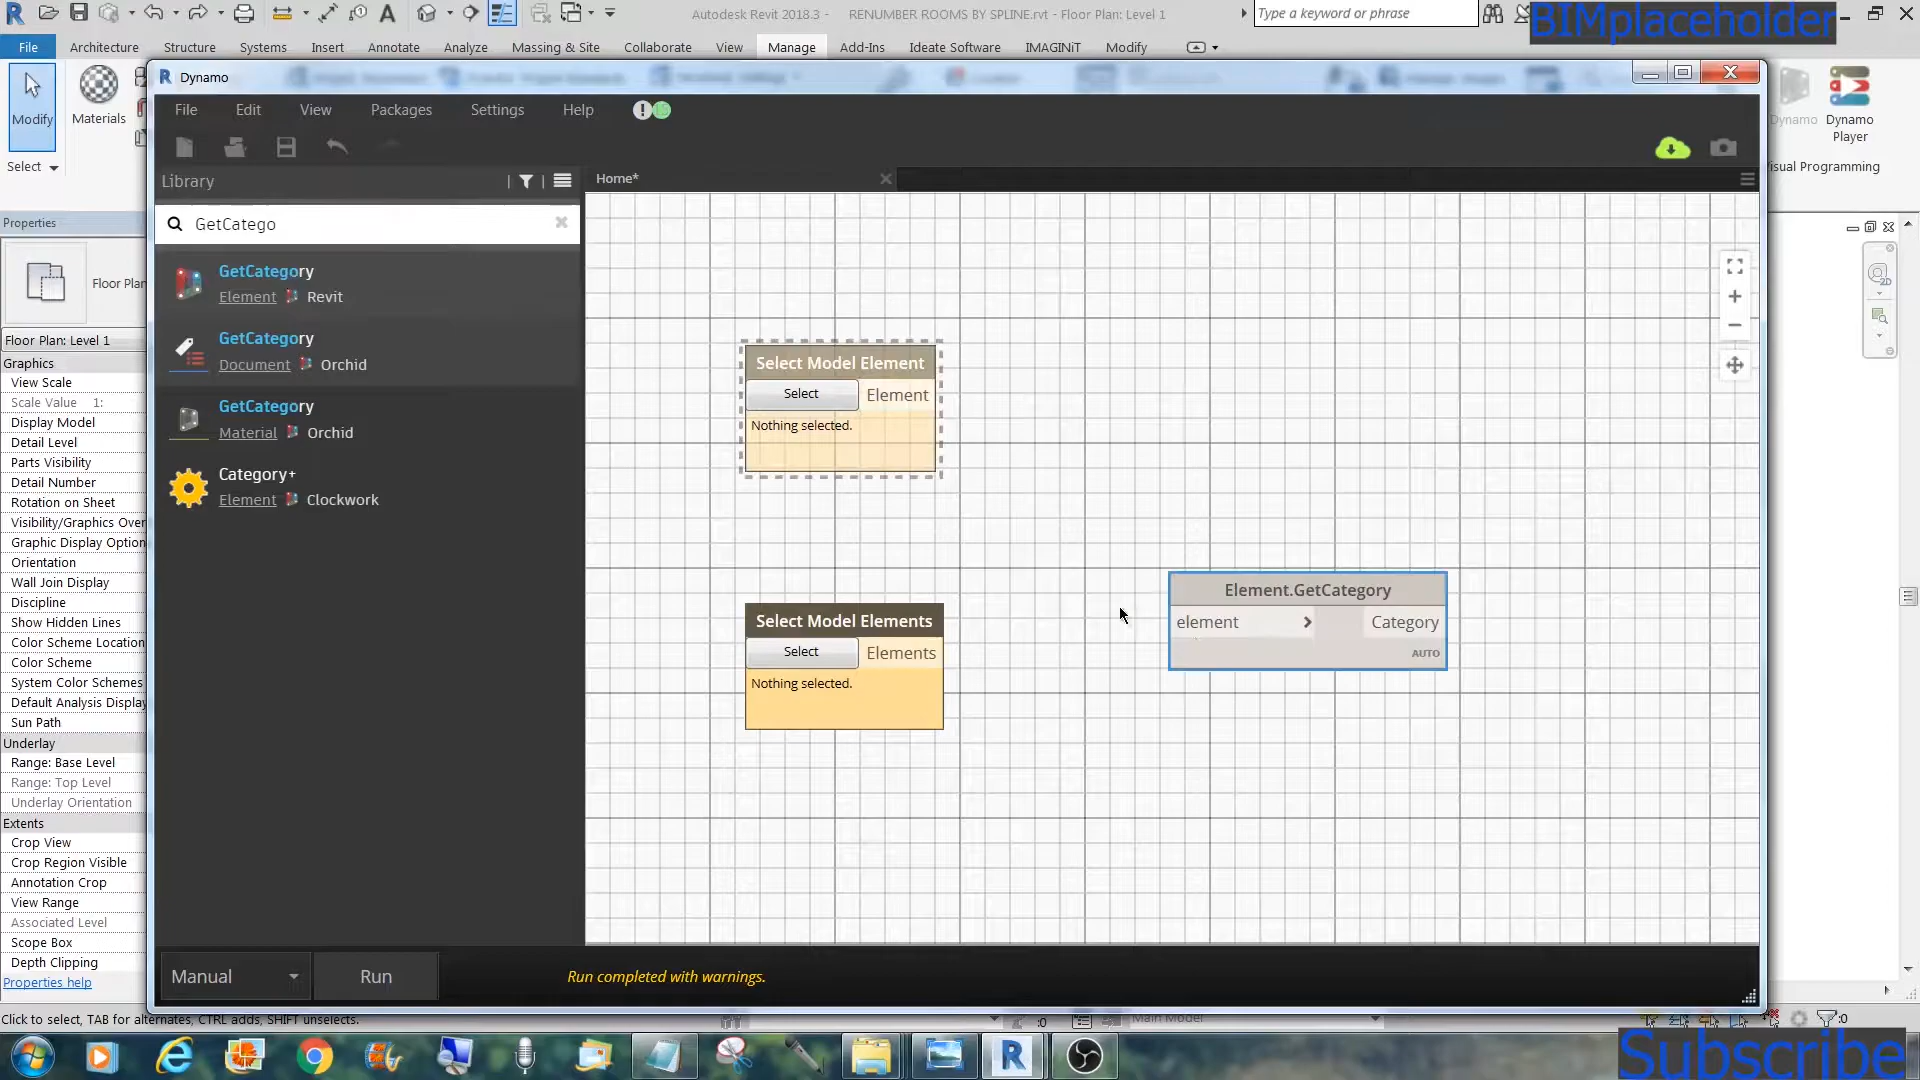 Autodesk Revit 2018.3 - RENUMBER ROOMS BY SPLINE.rvt - Floor Plan: Level 1
Type a keyword or phrase
BIMplaceholder
File Architecture Structure Systems Insert Annotate Analyze Massing & Site Collaborate View Manage Add-Ins Ideate Software IMAGINiT Modify
Modify
Materials
Select
Dynamo
Dynamo Player
isual Programming
Dynamo
File Edit View Packages Settings Help
Library
Home*
GetCatego
GetCategory
Element Revit
GetCategory
Document Orchid
GetCategory
Material Orchid
Category+
Element Clockwork
Select Model Element
Select Element
Nothing selected.
Select Model Elements
Select Elements
Nothing selected.
Element.GetCategory
element > Category
AUTO
Manual
Run
Run completed with warnings.
Properties
Floor Plan
Floor Plan: Level 1
Graphics
View Scale
Scale Value 1:
Display Model
Detail Level
Parts Visibility
Detail Number
Rotation on Sheet
Visibility/Graphics Over
Graphic Display Option
Orientation
Wall Join Display
Discipline
Show Hidden Lines
Color Scheme Location
Color Scheme
System Color Schemes
Default Analysis Display
Sun Path
Underlay
Range: Base Level
Range: Top Level
Underlay Orientation
Extents
Crop View
Crop Region Visible
Annotation Crop
View Range
Associated Level
Scope Box
Depth Clipping
Properties help
Click to select, TAB for alternates, CTRL adds, SHIFT unselects.
:0
Main Model
:0
Subscribe